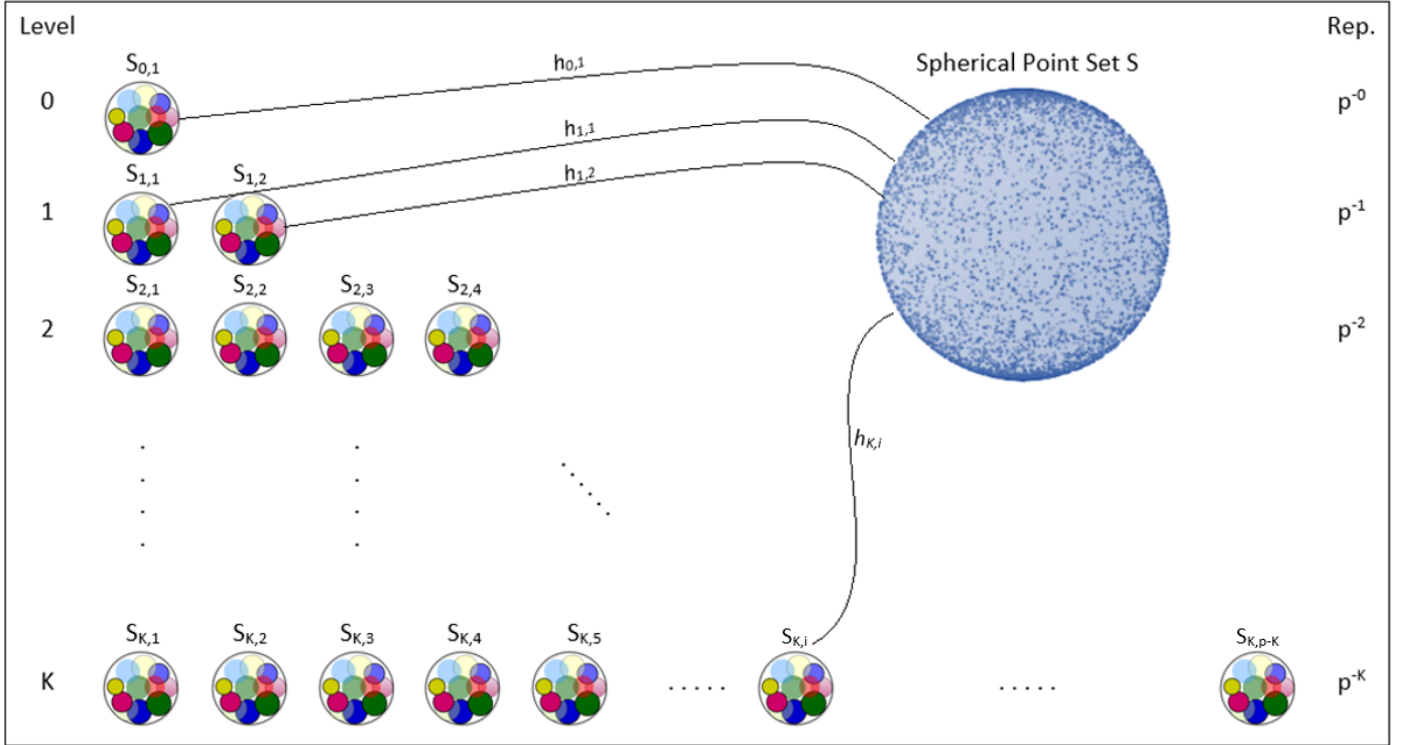 Level Rep.
S0,1 h0,1 Spherical Point Set S
0 p-0
h1,1
S1,1 S1,2 h1,2
1 p-1
S2,1 S2,2 S2,3 S2,4
2 p-2
hK,i
SK,1 SK,2 SK,3 SK,4 SK,5 SK,i SK,p-K
K ..... ..... p-K